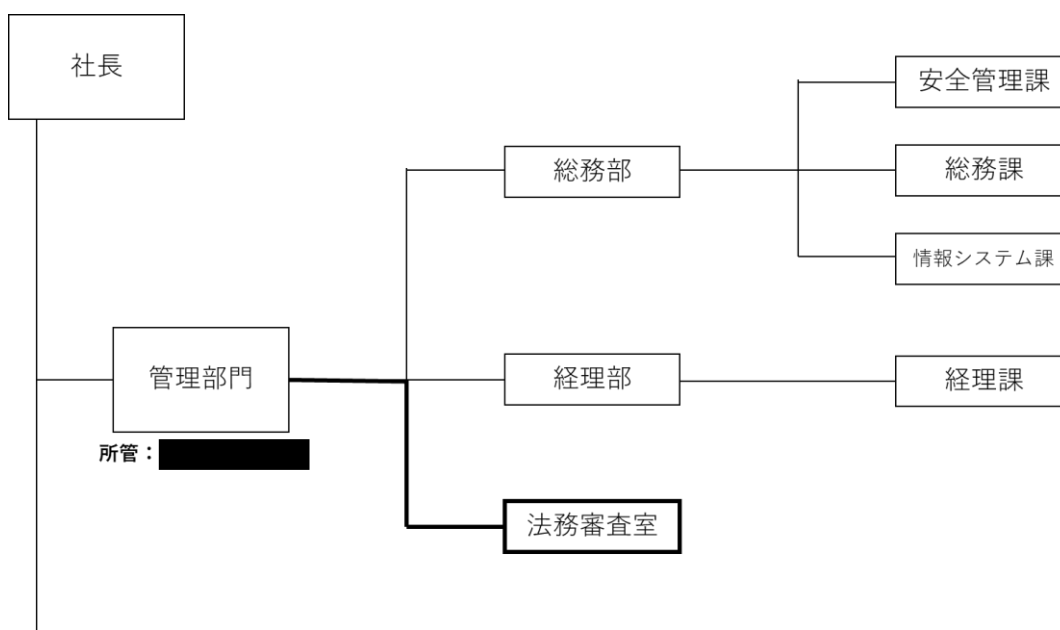 社長
安全管理課
総務部
総務課
情報システム課
管理部門
経理部
経理課
所管：
法務審査室